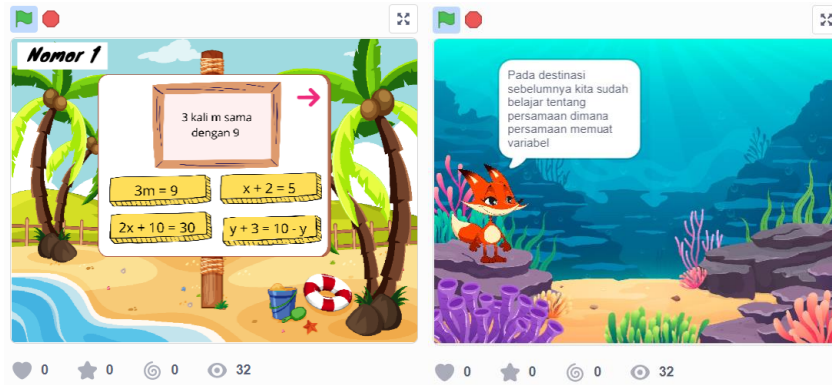 Nomor 1
3 kali m sama
dengan 9
3m = 9
x + 2 = 5
2x + 10 = 30
y + 3 = 10 - y
0 0 0 32
Pada destinasi
sebelumnya kita sudah
belajar tentang
persamaan dimana
persamaan memuat
variabel
0 0 0 32